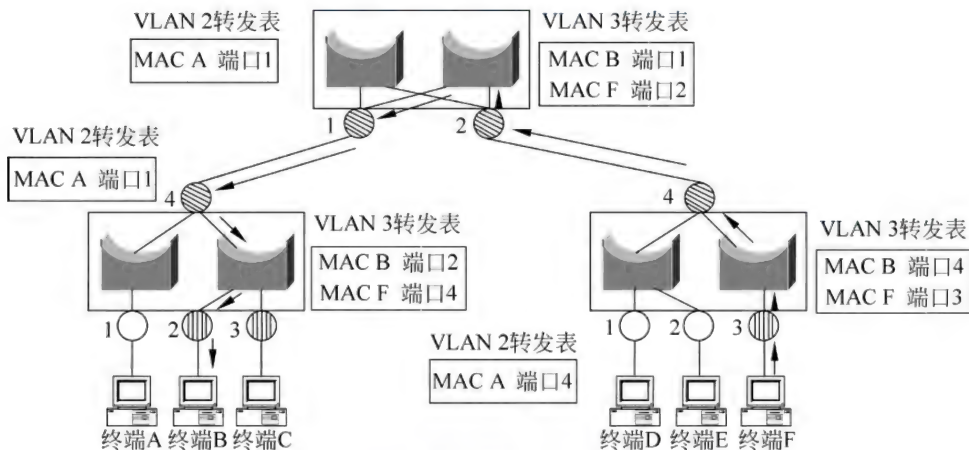 VLAN 2转发表
MAC A 端口1
VLAN 3转发表
MAC B 端口1
MAC F 端口2
1
2
VLAN 2转发表
MAC A 端口1
4
4
VLAN 3转发表
MAC B 端口2
MAC F 端口4
VLAN 3转发表
MAC B 端口4
MAC F 端口3
1
2
3
1
2
3
VLAN 2转发表
MAC A 端口4
终端A
终端B
终端C
终端D
终端E
终端F